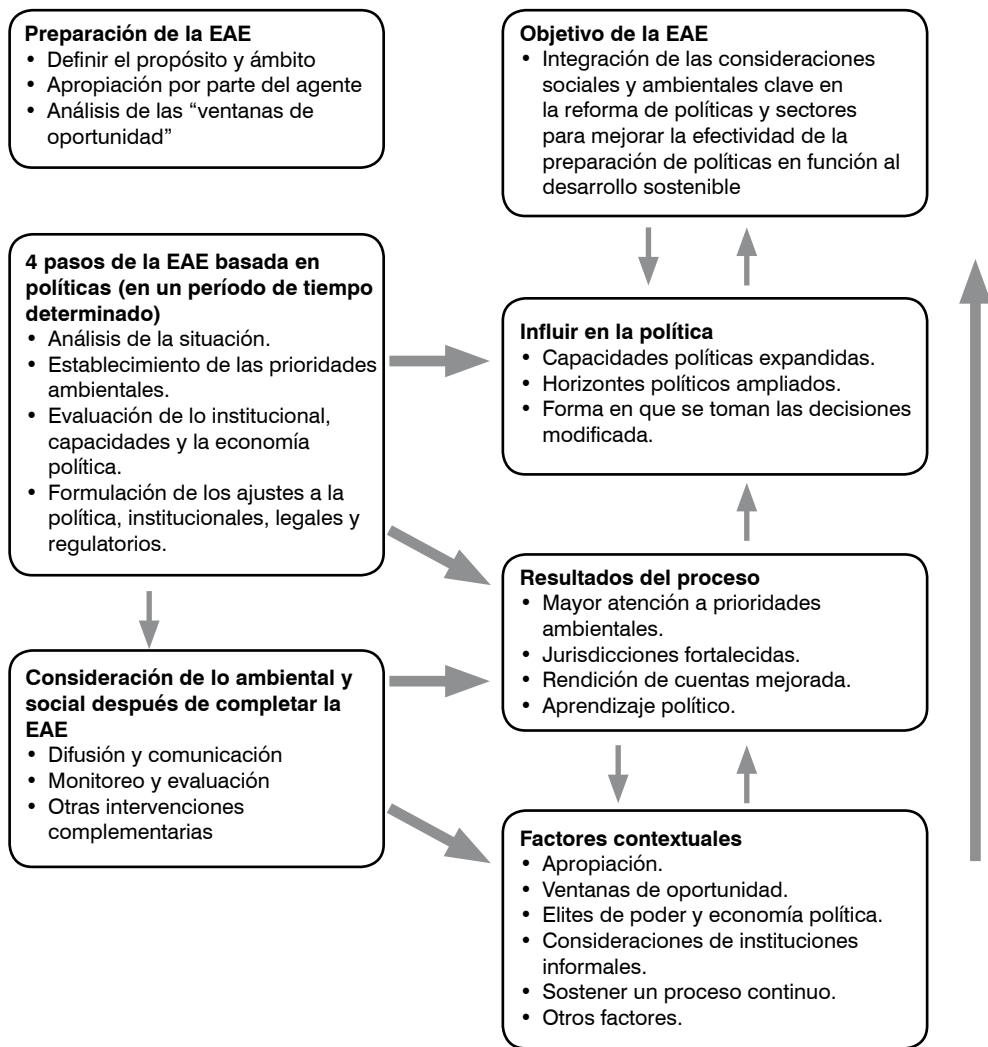 Preparación de la EAE
• Definir el propósito y ámbito
• Apropiación por parte del agente
• Análisis de las “ventanas de
oportunidad”
4 pasos de la EAE basada en
políticas (en un período de tiempo
determinado)
• Análisis de la situación.
• Establecimiento de las prioridades
ambientales.
• Evaluación de lo institucional,
capacidades y la economía
política.
• Formulación de los ajustes a la
política, institucionales, legales y
regulatorios.
Consideración de lo ambiental y
social después de completar la
EAE
• Difusión y comunicación
• Monitoreo y evaluación
• Otras intervenciones
complementarias
Objetivo de la EAE
• Integración de las consideraciones
sociales y ambientales clave en
la reforma de políticas y sectores
para mejorar la efectividad de la
preparación de políticas en función al
desarrollo sostenible
Influir en la política
• Capacidades políticas expandidas.
• Horizontes políticos ampliados.
• Forma en que se toman las decisiones
modificada.
Resultados del proceso
• Mayor atención a prioridades
ambientales.
• Jurisdicciones fortalecidas.
• Rendición de cuentas mejorada.
• Aprendizaje político.
Factores contextuales
• Apropiación.
• Ventanas de oportunidad.
• Elites de poder y economía política.
• Consideraciones de instituciones
informales.
• Sostener un proceso continuo.
• Otros factores.